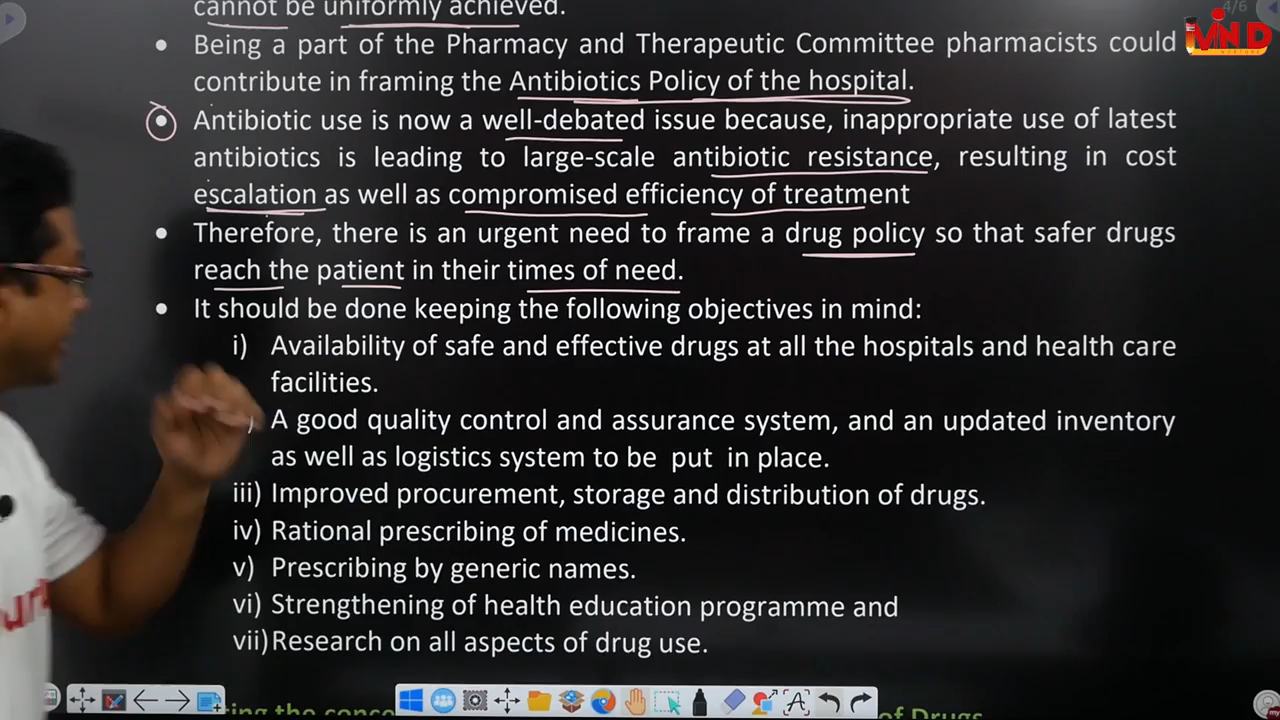 cannot be uniformly achieved.
4/6
MIND
• Being a part of the Pharmacy and Therapeutic Committee pharmacists could
contribute in framing the Antibiotics Policy of the hospital.
• Antibiotic use is now a well-debated issue because, inappropriate use of latest
antibiotics is leading to large-scale antibiotic resistance, resulting in cost
escalation as well as compromised efficiency of treatment
• Therefore, there is an urgent need to frame a drug policy so that safer drugs
reach the patient in their times of need.
• It should be done keeping the following objectives in mind:
i) Availability of safe and effective drugs at all the hospitals and health care
facilities.
) A good quality control and assurance system, and an updated inventory
as well as logistics system to be put in place.
iii) Improved procurement, storage and distribution of drugs.
iv) Rational prescribing of medicines.
v) Prescribing by generic names.
vi) Strengthening of health education programme and
vii) Research on all aspects of drug use.
the of Drugs